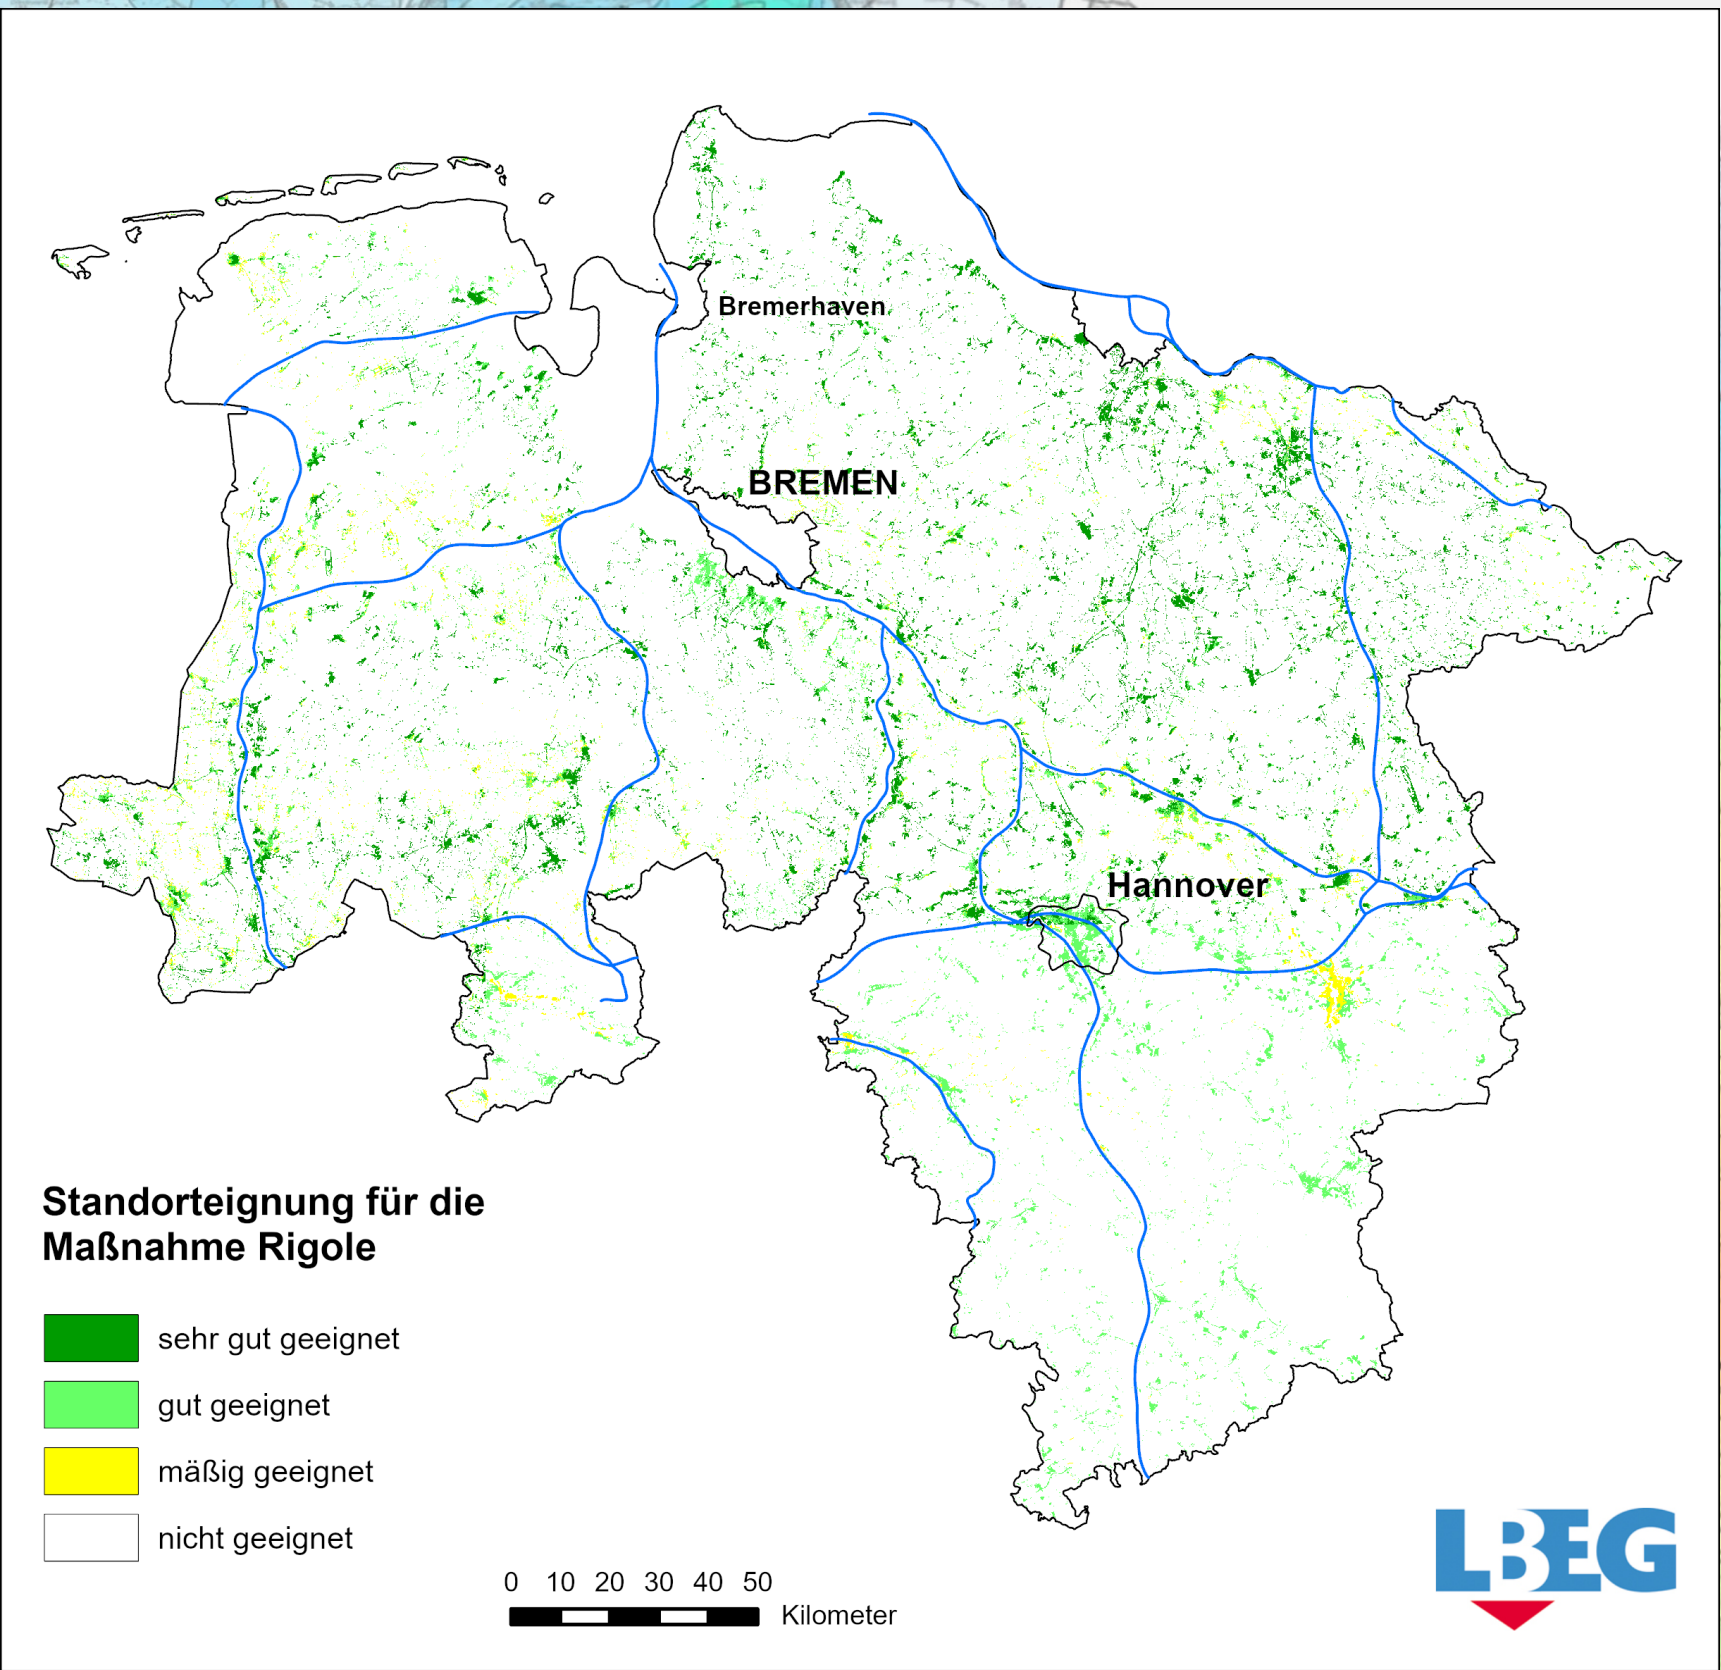 Bremerhaven
BREMEN
Hannover
Standorteignung für die
Maßnahme Rigole
sehr gut geeignet
gut geeignet
mäßig geeignet
nicht geeignet
0 10 20 30 40 50
Kilometer
LBEG